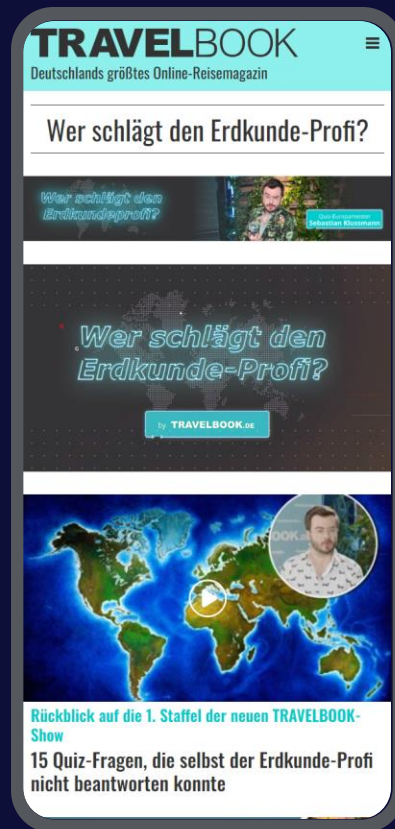 TRAVELBOOK
Deutschlands größtes Online-Reisemagazin
Wer schlägt den Erdkunde-Profi?
Wer schlägt den
Erdkundeprofi?
Quiz-Europameister
Sebastian Klussmann
Wer schlägt den
Erdkunde-Profi?
by TRAVELBOOK.DE
OOK.
Rückblick auf die 1. Staffel der neuen TRAVELBOOK-
Show
15 Quiz-Fragen, die selbst der Erdkunde-Profi
nicht beantworten konnte